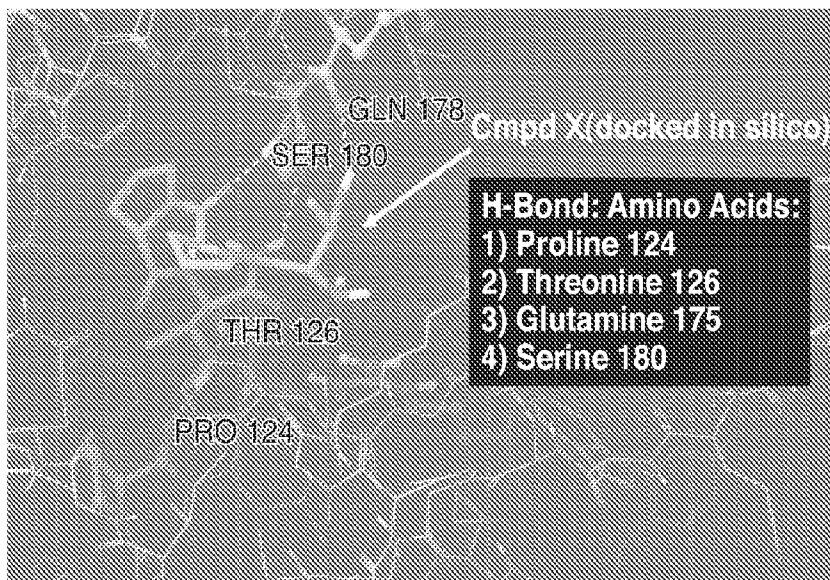 GLN 178
Cmpd X(docked in silico)
SER 180
H-Bond: Amino Acids:
1) Proline 124
2) Threonine 126
3) Glutamine 175
4) Serine 180
THR 126
PRO 124